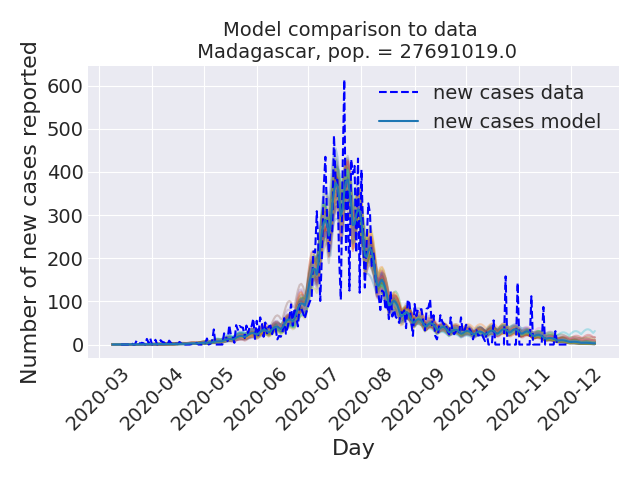 Model comparison to data
Madagascar, pop. = 27691019.0
Number of new cases reported
600
500
400
300
200
100
0
new cases data
new cases model
2020-03
2020-04
2020-05
2020-06
2020-07
2020-08
2020-09
2020-10
2020-11
2020-12
Day